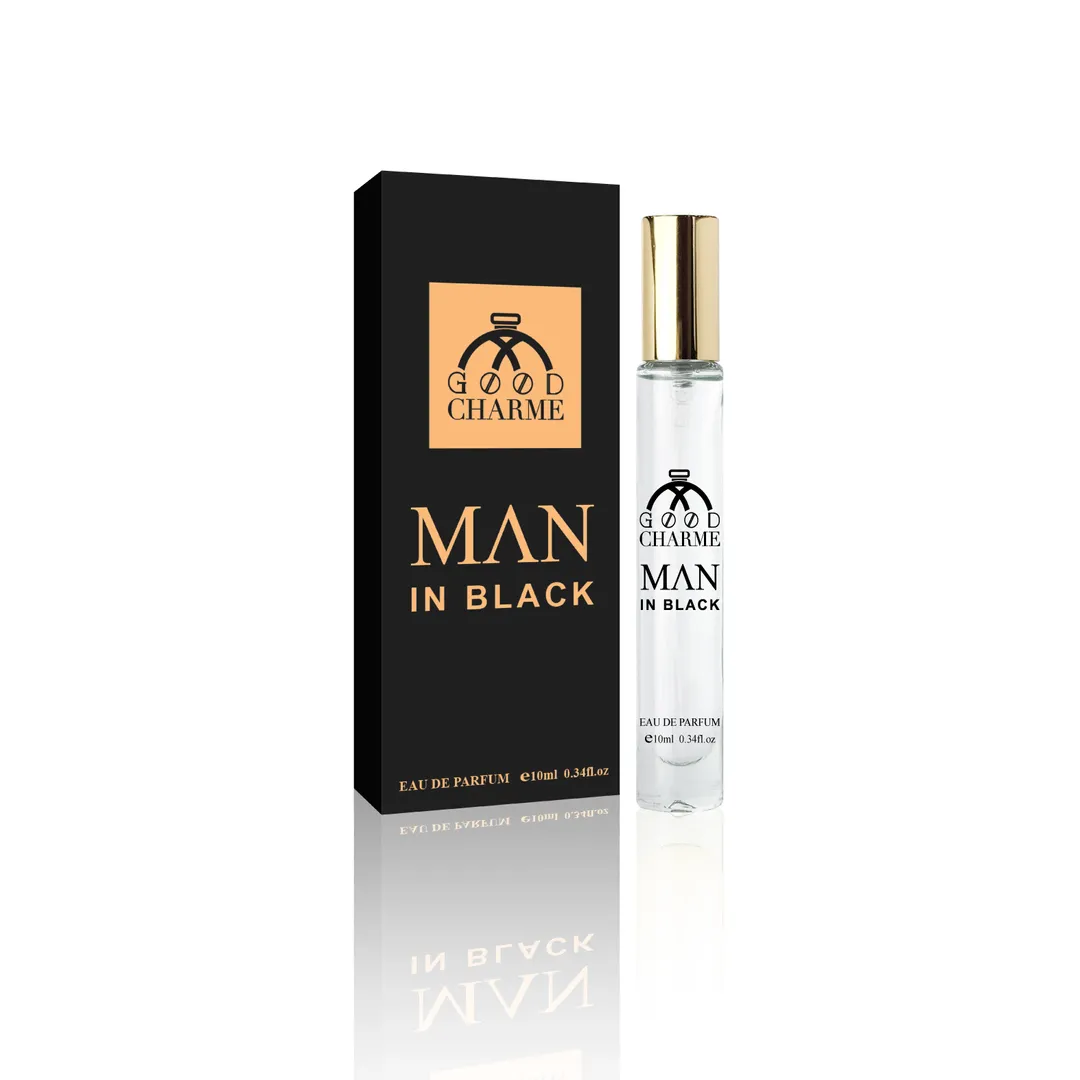 GOOD
CHARME
MAN
IN BLACK
EAU DE PARFUM e10ml 0.34fl.oz
GOOD
CHARME
MAN
IN BLACK
EAU DE PARFUM
e10ml 0.34fl.oz